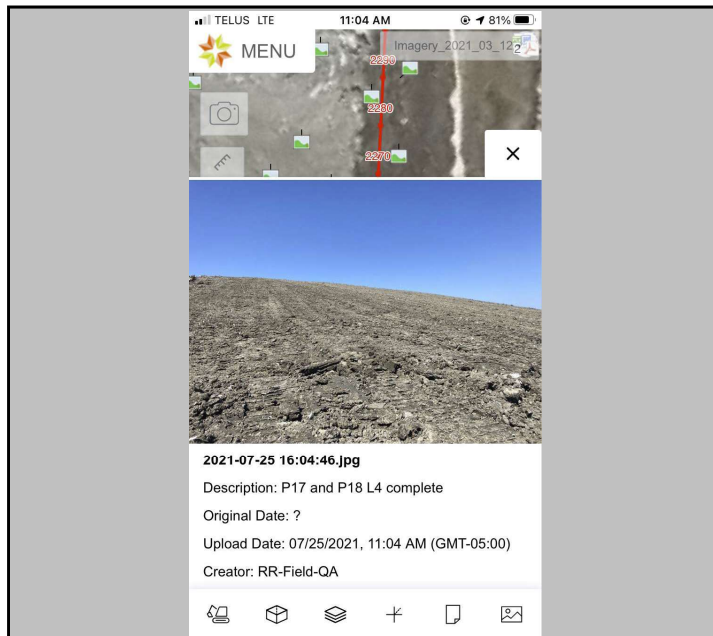 TELUS LTE 11:04 AM 81%
MENU
Imagery_2021_03_12
2
2290
2280
2270
2021-07-25 16:04:46.jpg
Description: P17 and P18 L4 complete
Original Date: ?
Upload Date: 07/25/2021, 11:04 AM (GMT-05:00)
Creator: RR-Field-QA